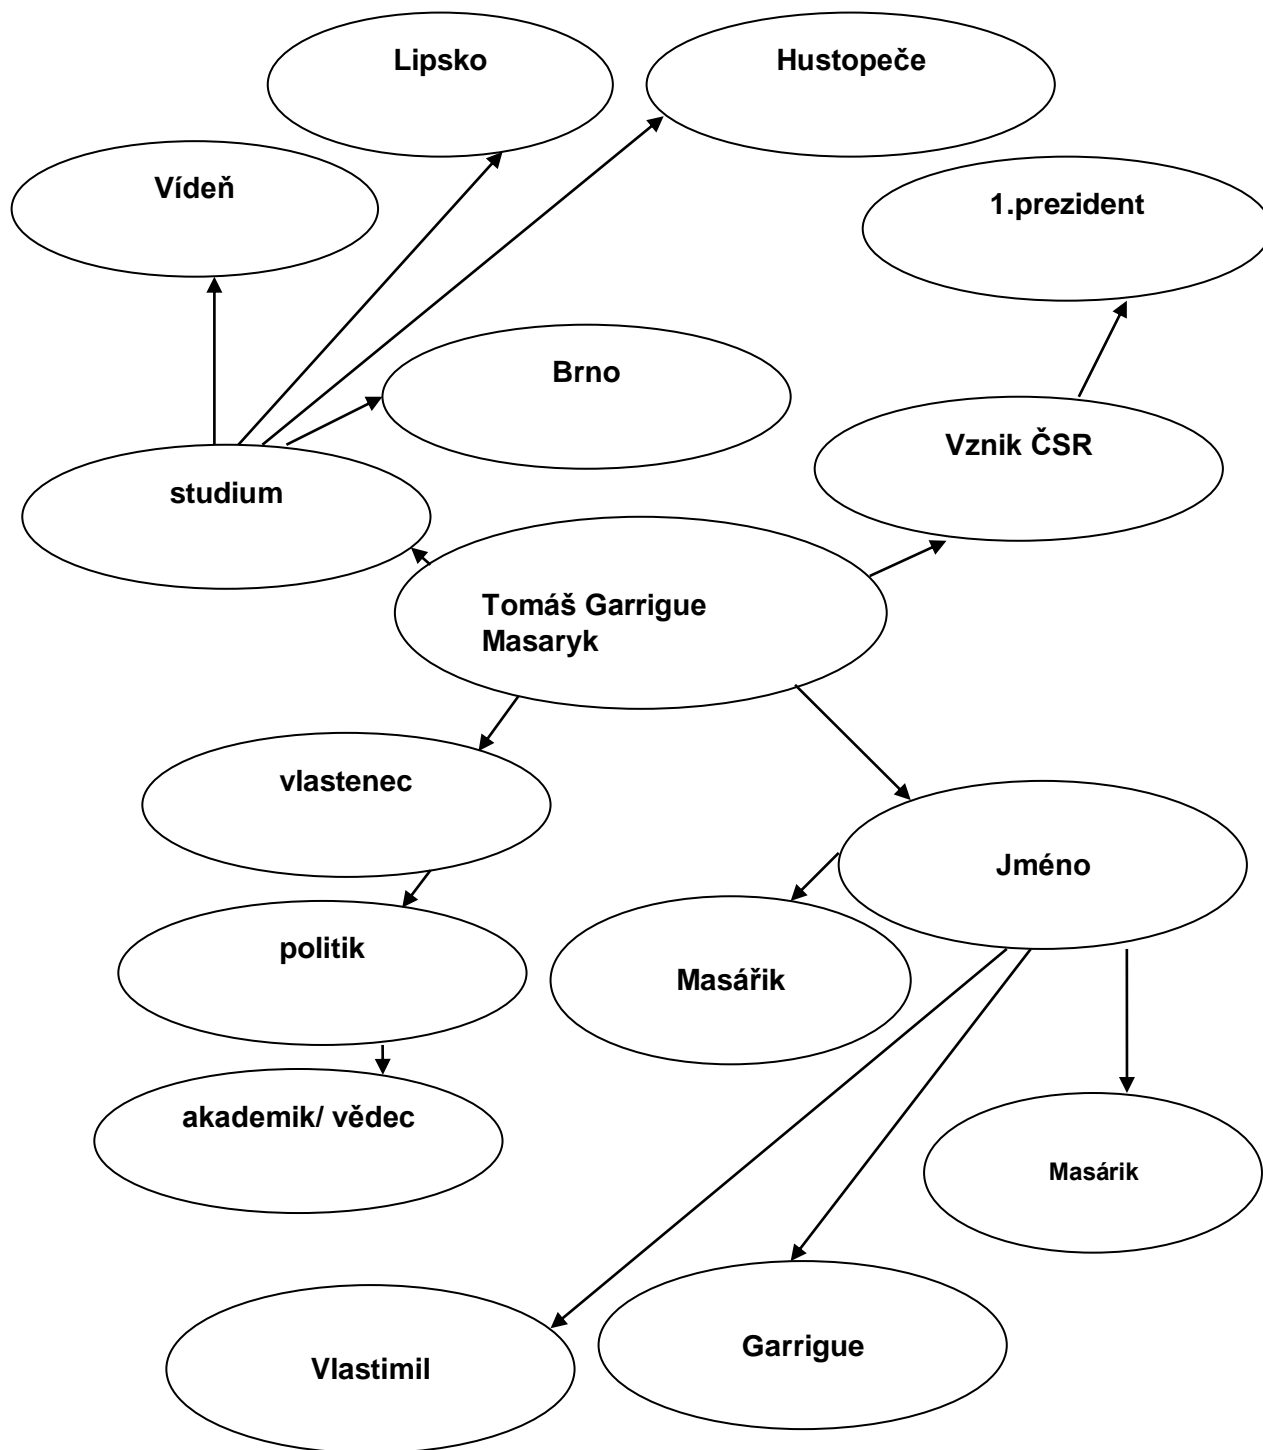 Lipsko
Hustopeče
Vídeň
1.prezident
Brno
Vznik ČSR
studium
Tomáš Garrigue
Masaryk
vlastenec
Jméno
politik
Masářik
akademik/ vědec
Masárik
Garrigue
Vlastimil